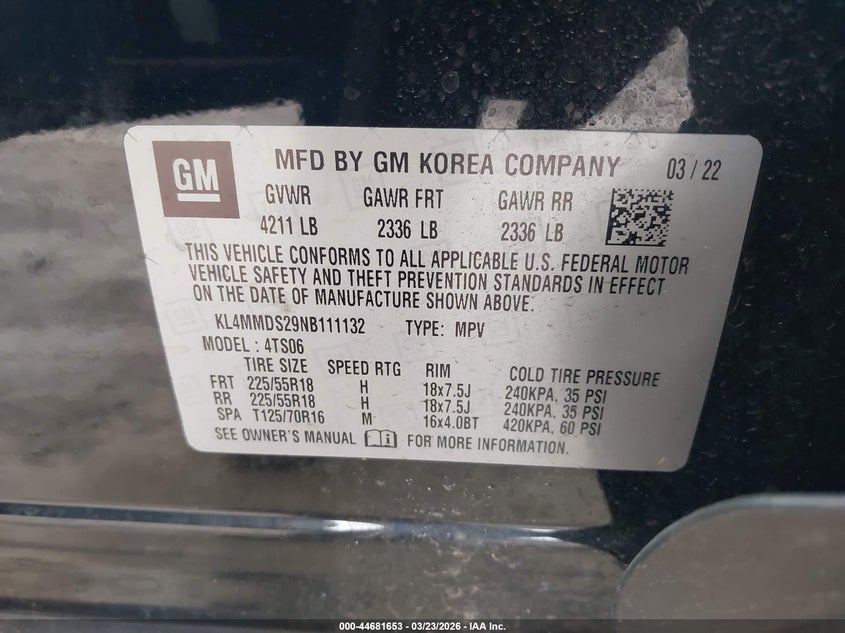 GM MFD BY GM KOREA COMPANY 03 / 22
GVWR GAWR FRT GAWR RR
4211 LB 2336 LB 2336 LB
THIS VEHICLE CONFORMS TO ALL APPLICABLE U.S. FEDERAL MOTOR
VEHICLE SAFETY AND THEFT PREVENTION STANDARDS IN EFFECT
ON THE DATE OF MANUFACTURE SHOWN ABOVE.
KL4MMDS29NB111132 TYPE: MPV
MODEL : 4TS06
TIRE SIZE SPEED RTG RIM COLD TIRE PRESSURE
FRT 225/55R18 H 18x7.5J 240KPA, 35 PSI
RR 225/55R18 H 18x7.5J 240KPA, 35 PSI
SPA T125/70R16 M 16x4.0BT 420KPA, 60 PSI
SEE OWNER'S MANUAL FOR MORE INFORMATION.
000-44681653 - 03/23/2026 - IAA Inc.